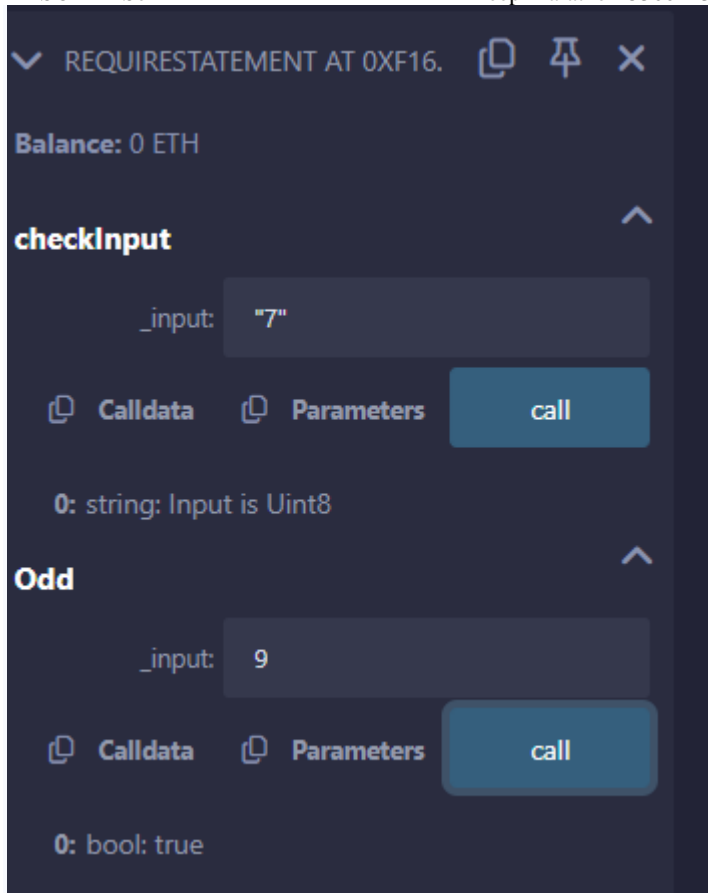 REQUIRESTATEMENT AT 0XF16.
Balance: 0 ETH
checkInput
_input: "7"
Calldata Parameters call
0: string: Input is Uint8
Odd
_input: 9
Calldata Parameters call
0: bool: true